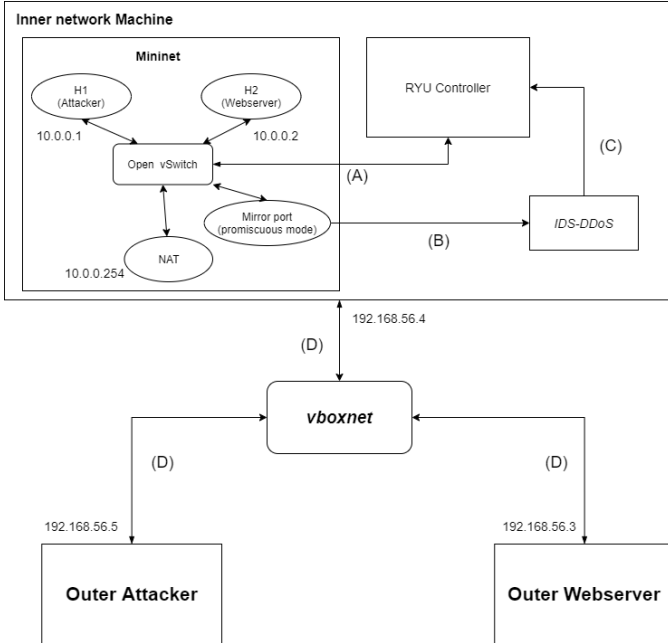 Inner network Machine
Mininet
H1
(Attacker)
H2
(Webserver)
RYU Controller
10.0.0.1
10.0.0.2
Open vSwitch
(A)
(C)
Mirror port
(promiscuous mode)
(B)
IDS-DDoS
NAT
10.0.0.254
192.168.56.4
(D)
vboxnet
(D)
(D)
192.168.56.5
192.168.56.3
Outer Attacker
Outer Webserver